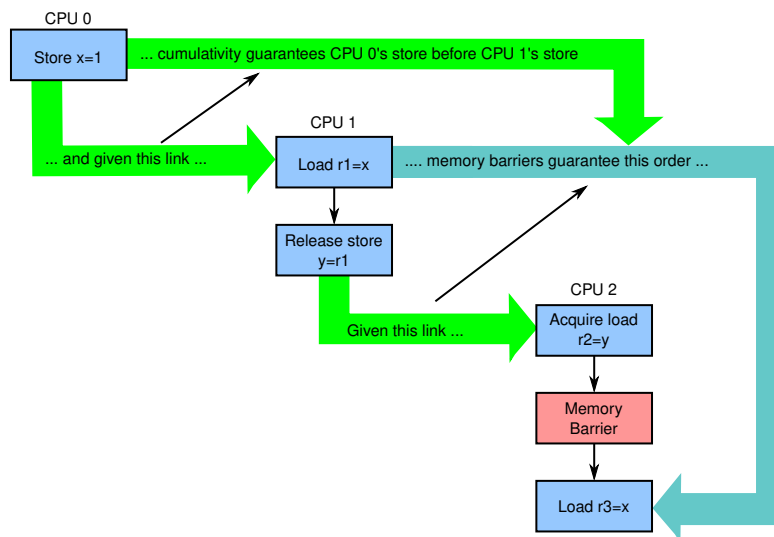 CPU 0
Store x=1
... cumulativity guarantees CPU 0's store before CPU 1's store
CPU 1
... and given this link ...
Load r1=x
.... memory barriers guarantee this order ...
Release store
y=r1
CPU 2
Given this link ...
Acquire load
r2=y
Memory
Barrier
Load r3=x